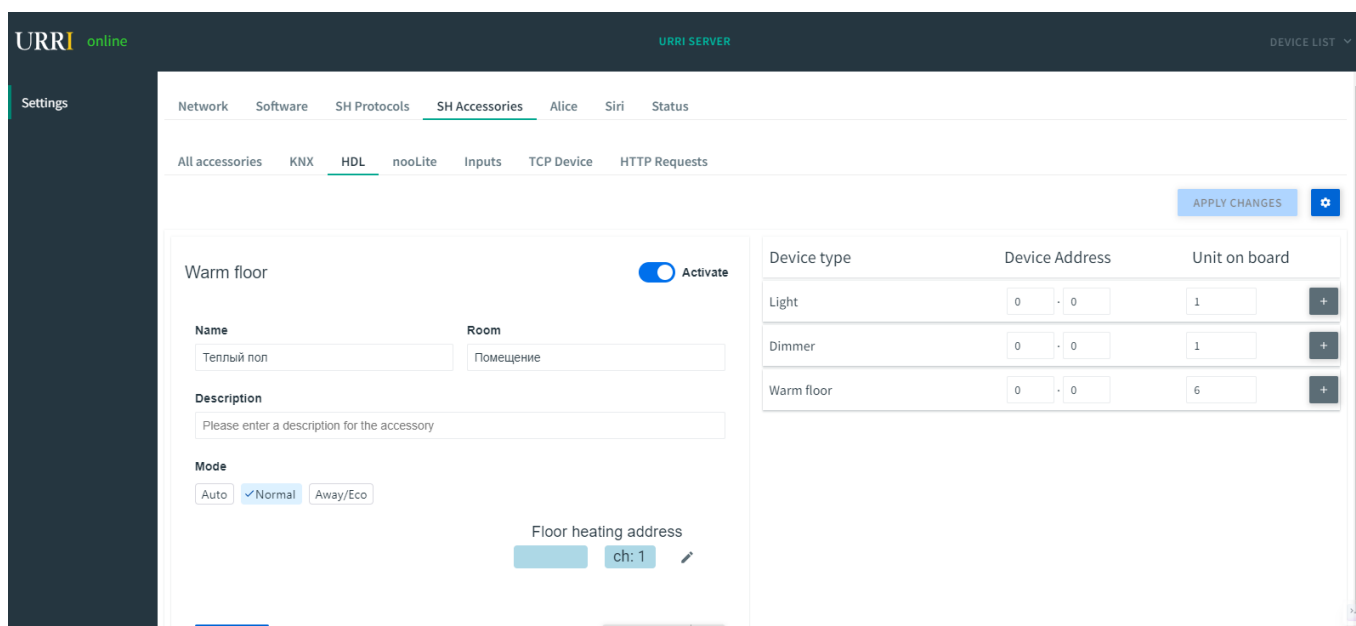 URRI online URRI SERVER DEVICE LIST
Settings
Network Software SH Protocols SH Accessories Alice Siri Status
All accessories KNX HDL nooLite Inputs TCP Device HTTP Requests
APPLY CHANGES
Warm floor Activate
Name Room
Теплый пол Помещение
Description
Please enter a description for the accessory
Mode
Auto Normal Away/Eco
Floor heating address
ch: 1
Device type Device Address Unit on board
Light 0 - 0 1 +
Dimmer 0 - 0 1 +
Warm floor 0 - 0 6 +